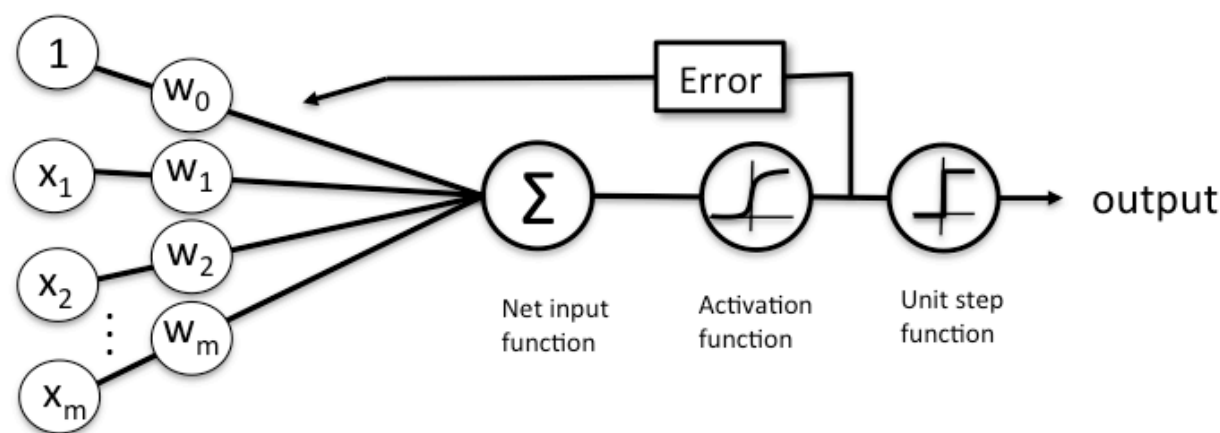 1
w₀
Error
x₁
w₁
Σ
output
x₂
w₂
⋮
wₘ
xₘ
Net input
function
Activation
function
Unit step
function